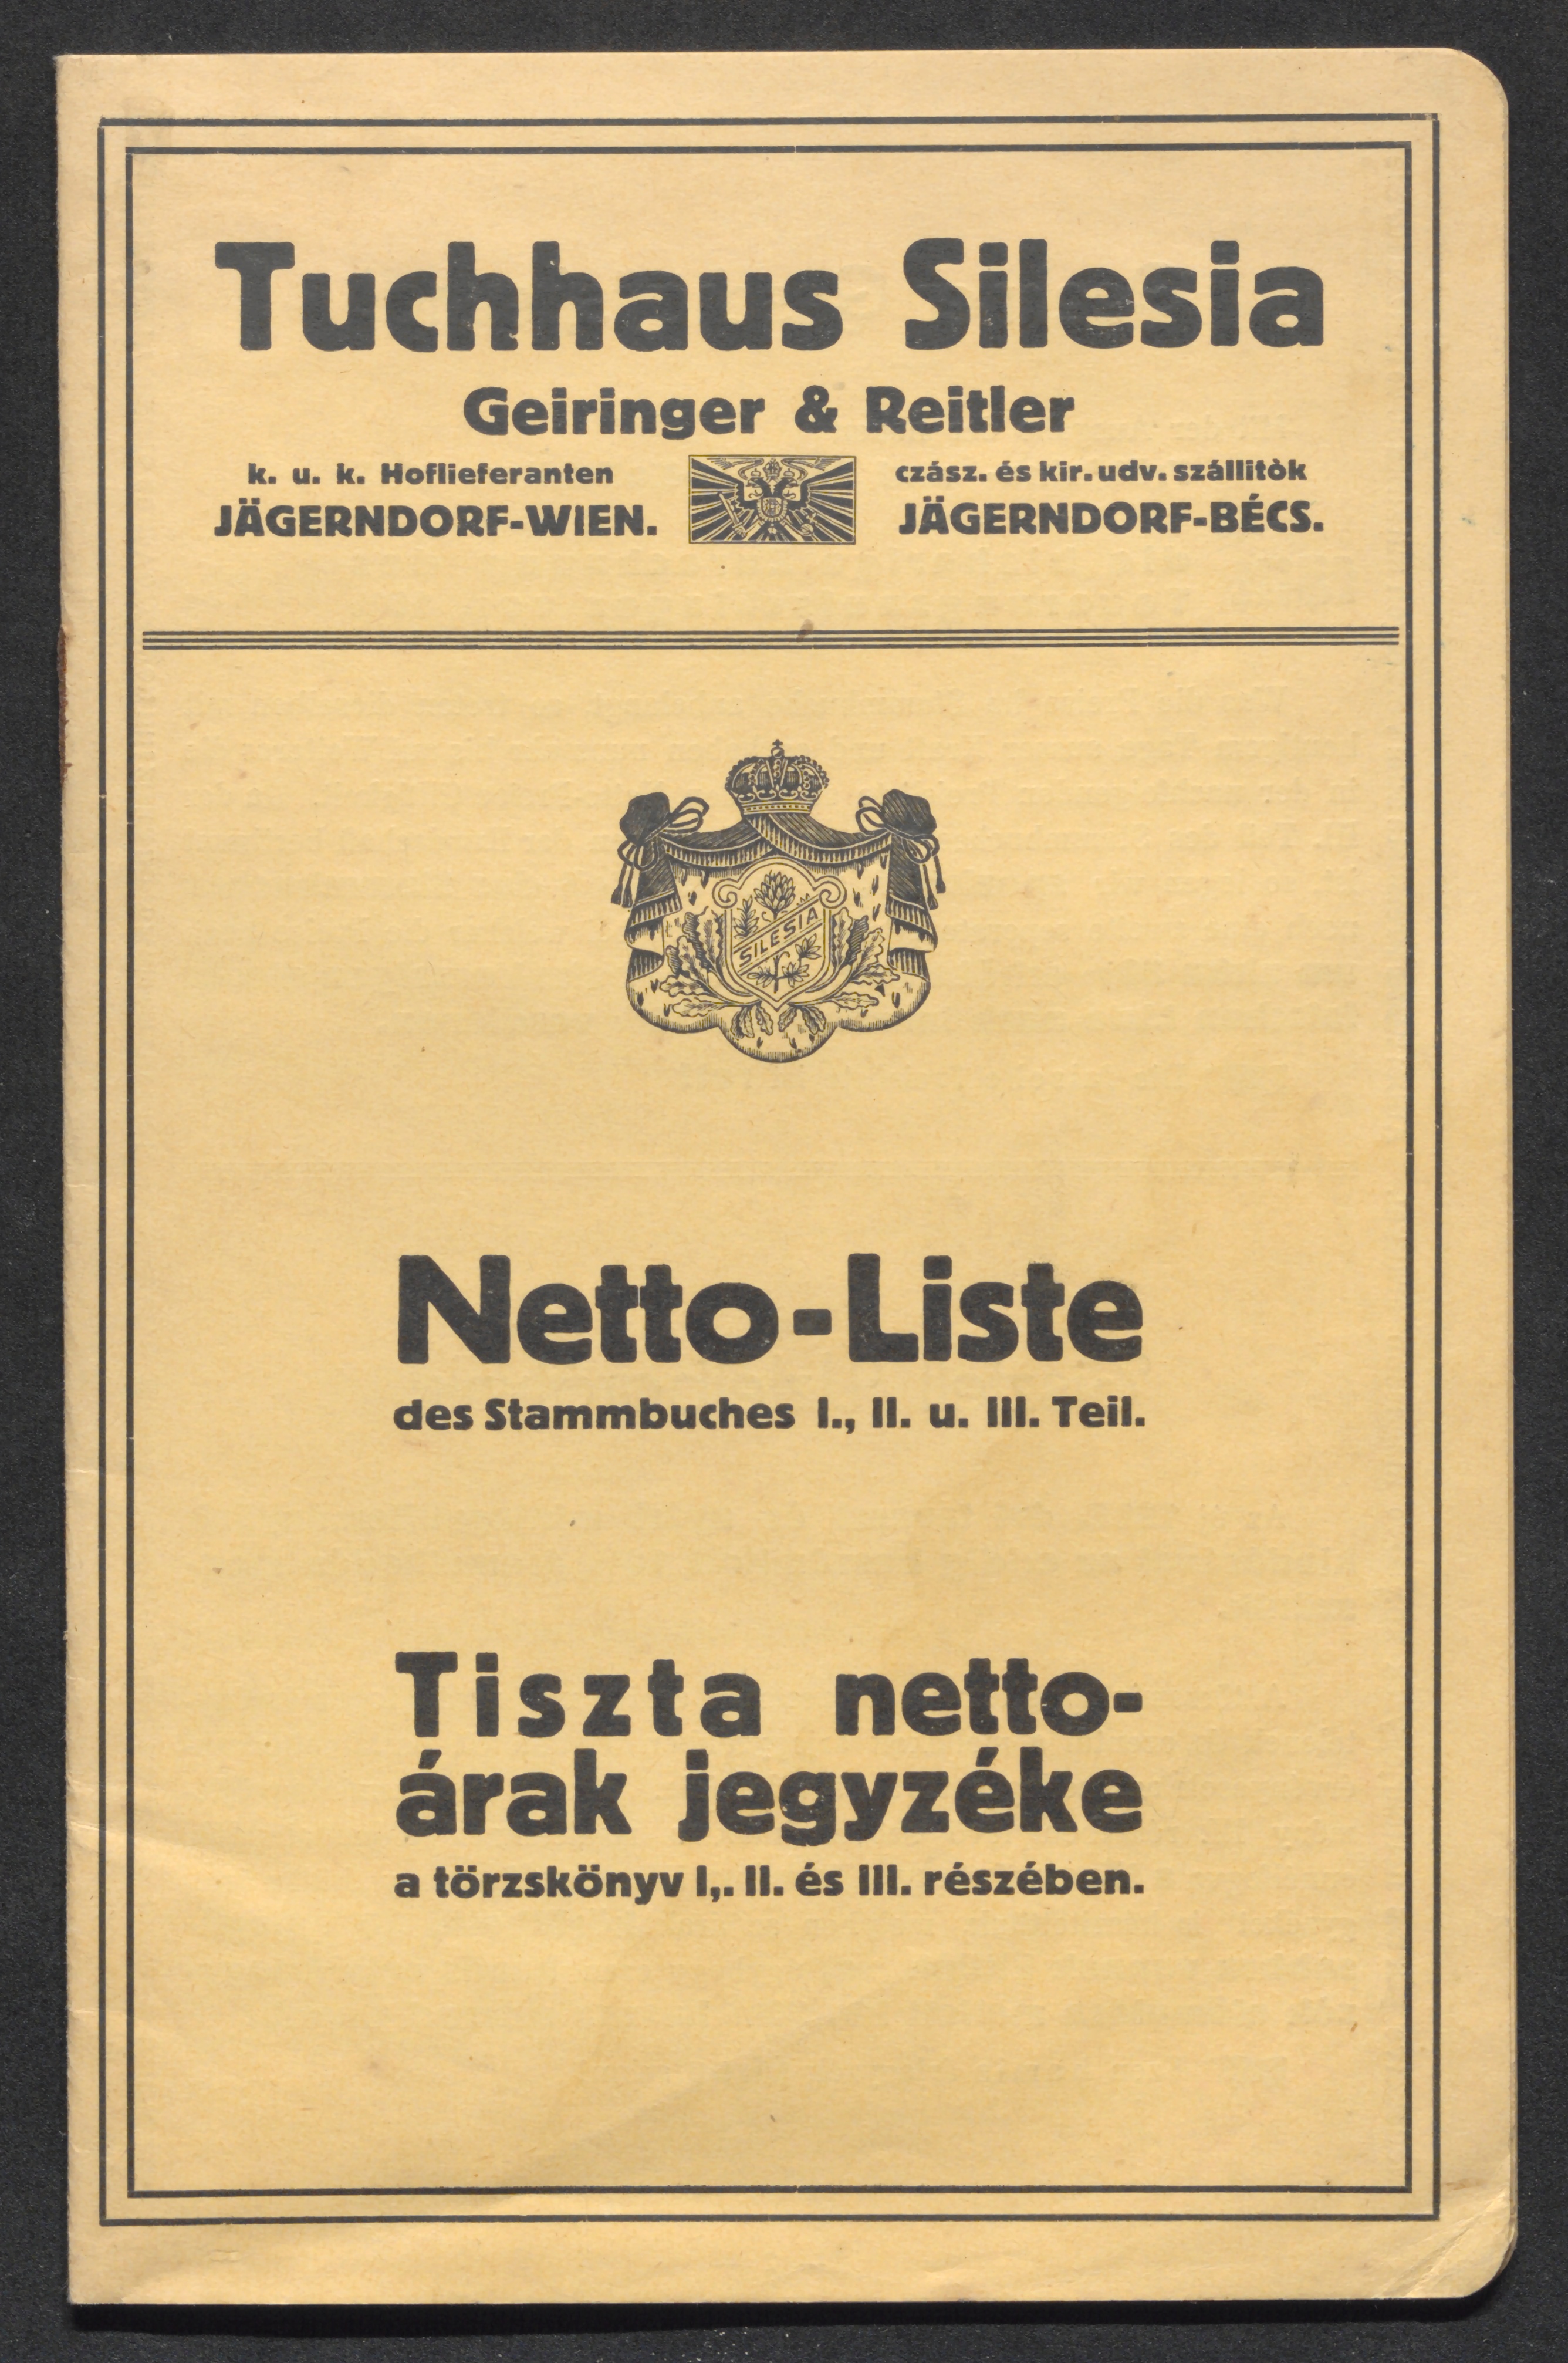 Tuchhaus Silesia
Geiringer & Reitler
k. u. k. Hoflieferanten
JÄGERNDORF-WIEN.
czász. és kir. udv. szállitòk
JÄGERNDORF-BÉCS.
SILESIA
Netto-Liste
des Stammbuches I., II. u. III. Teil.
Tiszta netto-
árak jegyzéke
a törzskönyv I,. II. és III. részében.